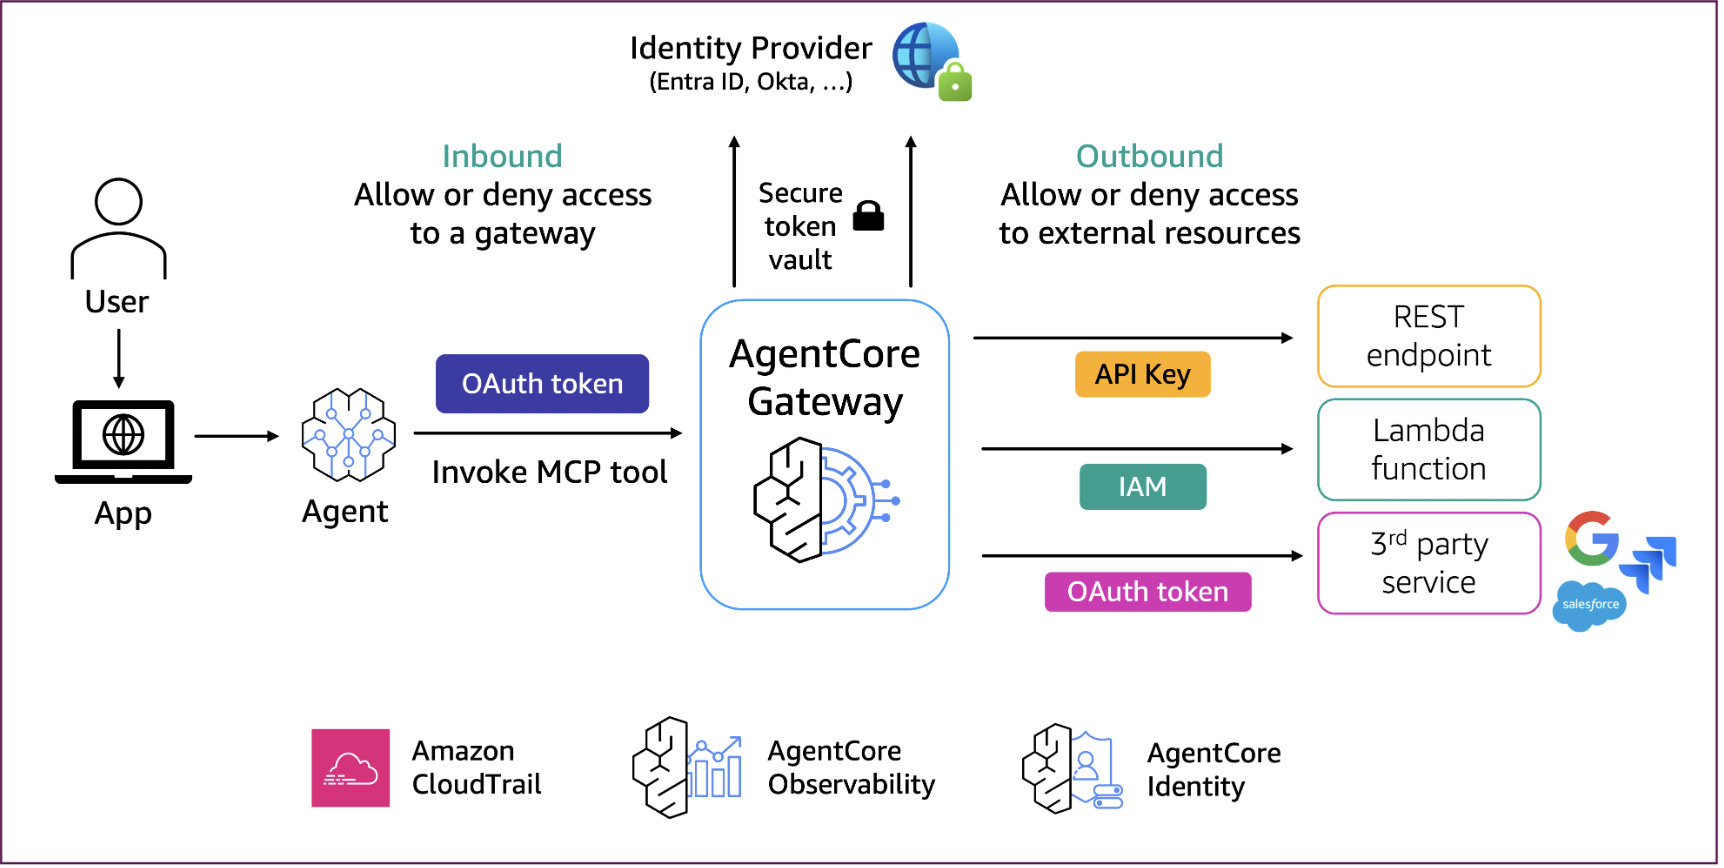 Identity Provider
(Entra ID, Okta, ...)
Inbound
Allow or deny access
to a gateway
Secure
token
vault
Outbound
Allow or deny access
to external resources
User
App
Agent
OAuth token
Invoke MCP tool
AgentCore
Gateway
API Key
IAM
OAuth token
REST
endpoint
Lambda
function
3rd party
service
salesforce
Amazon
CloudTrail
AgentCore
Observability
AgentCore
Identity